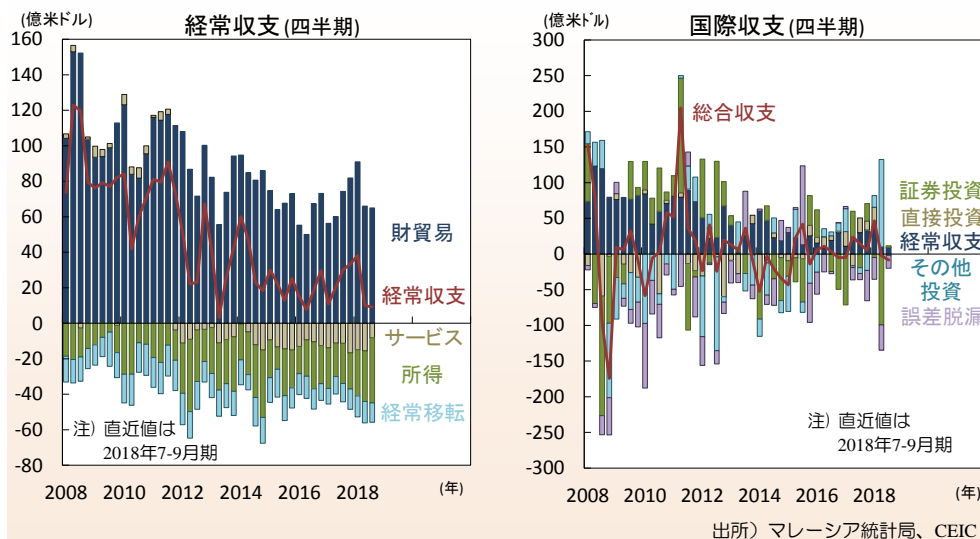 (億米ドル)
経常収支(四半期)
160
140
120
100
80
60
40
20
0
-20
-40
-60
-80
財貿易
経常収支
サービス
所得
経常移転
注) 直近値は
2018年7-9月期
2008 2010 2012 2014 2016 2018
(年)
(億米ドル)
国際収支(四半期)
300
250
200
150
100
50
0
-50
-100
-150
-200
-250
-300
総合収支
証券投資
直接投資
経常収支
その他
投資
誤差脱漏
注) 直近値は
2018年7-9月期
2008 2010 2012 2014 2016 2018
(年)
出所）マレーシア統計局、CEIC